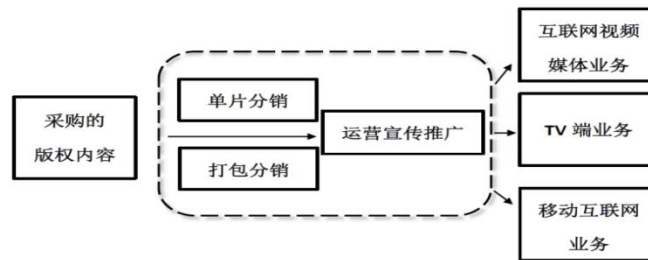 采购的
版权内容
单片分销
打包分销
运营宣传推广
互联网视频
媒体业务
TV 端业务
移动互联网
业务